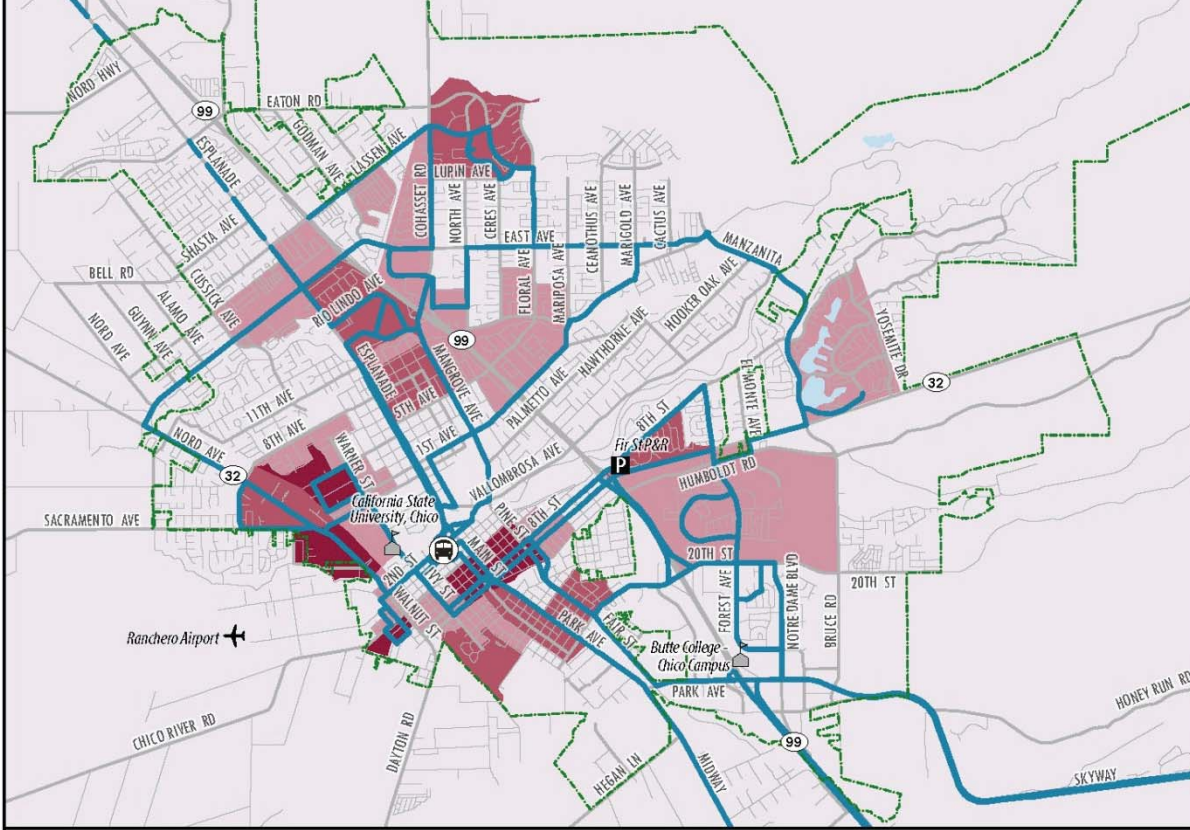 NORD HWY
99
EATON RD
ESPLANADE
GODMAN AVE
LASSEN AVE
COHASSET RD
LUPIN AVE
NORTH AVE
CERES AVE
EAST AVE
FLORAL AVE
MARIPOSA AVE
CEANOTHUS AVE
MARIGOLD AVE
CACTUS AVE
MANZANITA
SHASTA AVE
BELL RD
CUSSICK AVE
ALAMO AVE
GUYNN AVE
NORD AVE
RIO LINDO AVE
HOOKER OAK AVE
YOSEMITE DR
99
ESPLANADE
MANGROVE AVE
HAWTHORNE AVE
5TH AVE
PALMETTO AVE
EL MONTE AVE
32
11TH AVE
8TH AVE
1ST AVE
NORD AVE
WARNER ST
VALLOMBROSA AVE
8TH ST
Fir St P&R
P
HUMBOLDT RD
32
California State
University, Chico
SACRAMENTO AVE
PINE ST
8TH ST
MAIN ST
2ND ST
IVY ST
WALNUT ST
20TH ST
20TH ST
FOREST AVE
NOTRE DAME BLVD
BRUCE RD
PARK AVE
FAIR ST
Ranchero Airport
Butte College -
Chico Campus
PARK AVE
HONEY RUN RD
CHICO RIVER RD
DAYTON RD
99
HEGAN LN
MIDWAY
SKYWAY